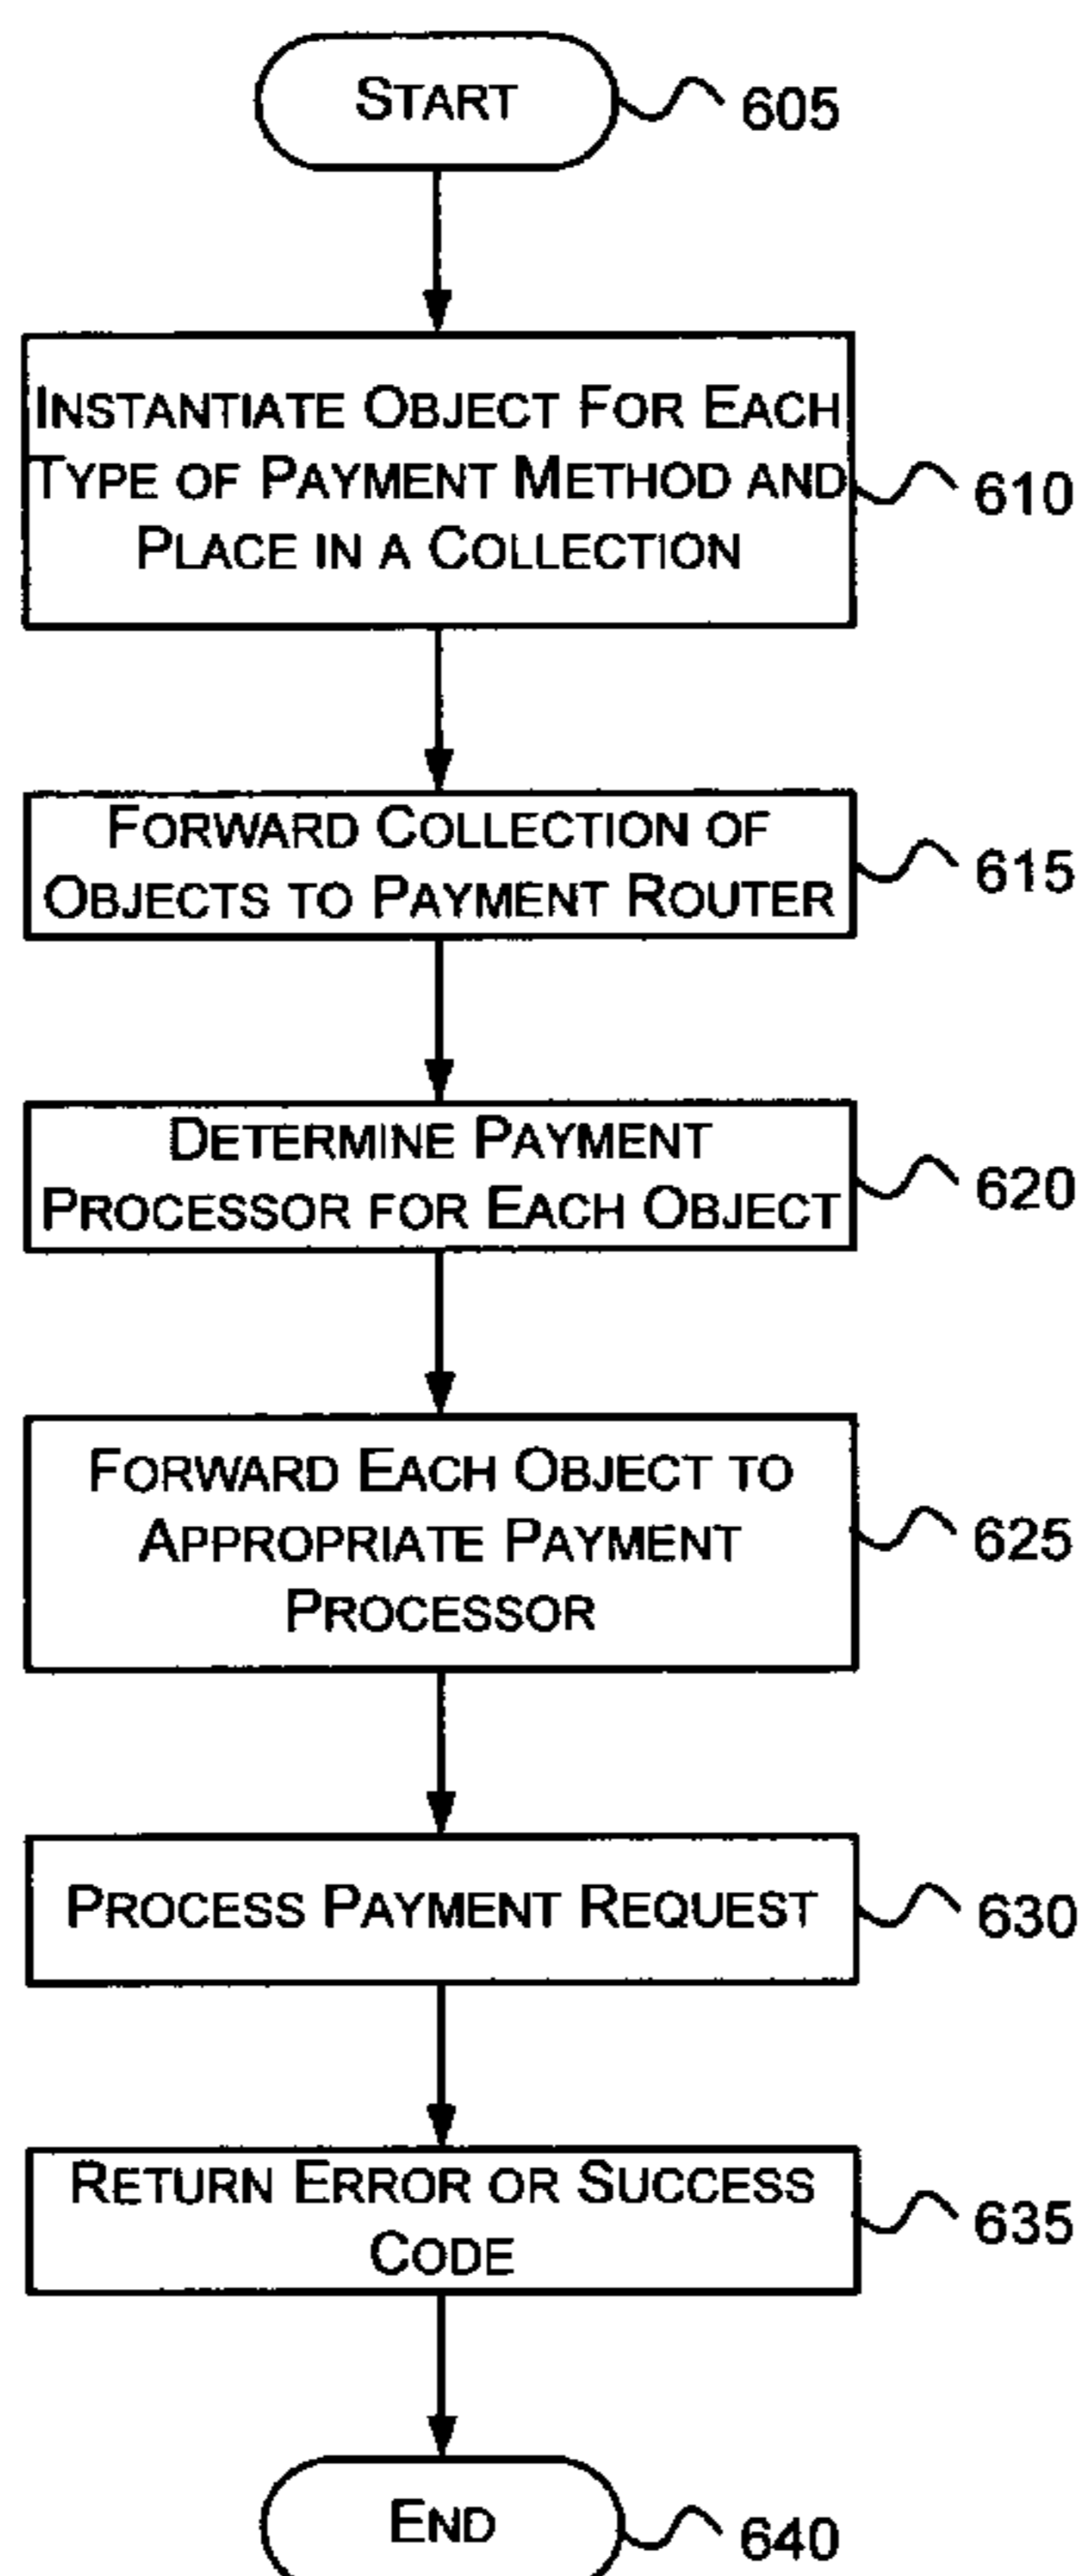 START
605
INSTANTIATE OBJECT FOR EACH
TYPE OF PAYMENT METHOD AND
PLACE IN A COLLECTION
610
FORWARD COLLECTION OF
OBJECTS TO PAYMENT ROUTER
615
DETERMINE PAYMENT
PROCESSOR FOR EACH OBJECT
620
FORWARD EACH OBJECT TO
APPROPRIATE PAYMENT
PROCESSOR
625
PROCESS PAYMENT REQUEST
630
RETURN ERROR OR SUCCESS
CODE
635
END
640